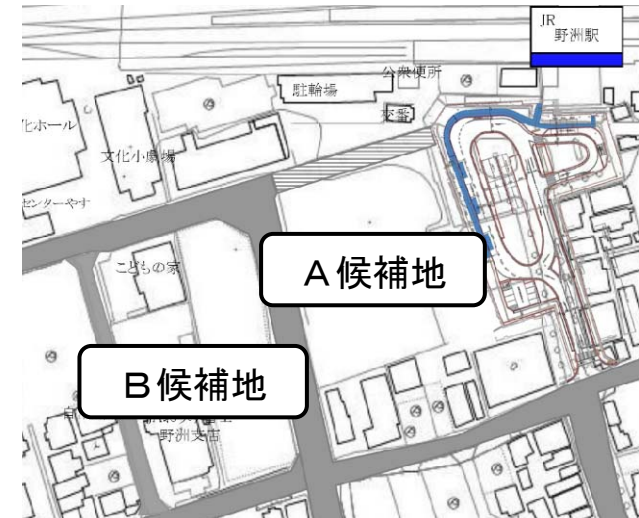 JR
野洲駅
公衆便所
駐輪場
交番
化ホール
文化小劇場
センターやす
こどもの家
A候補地
B候補地
野洲支店